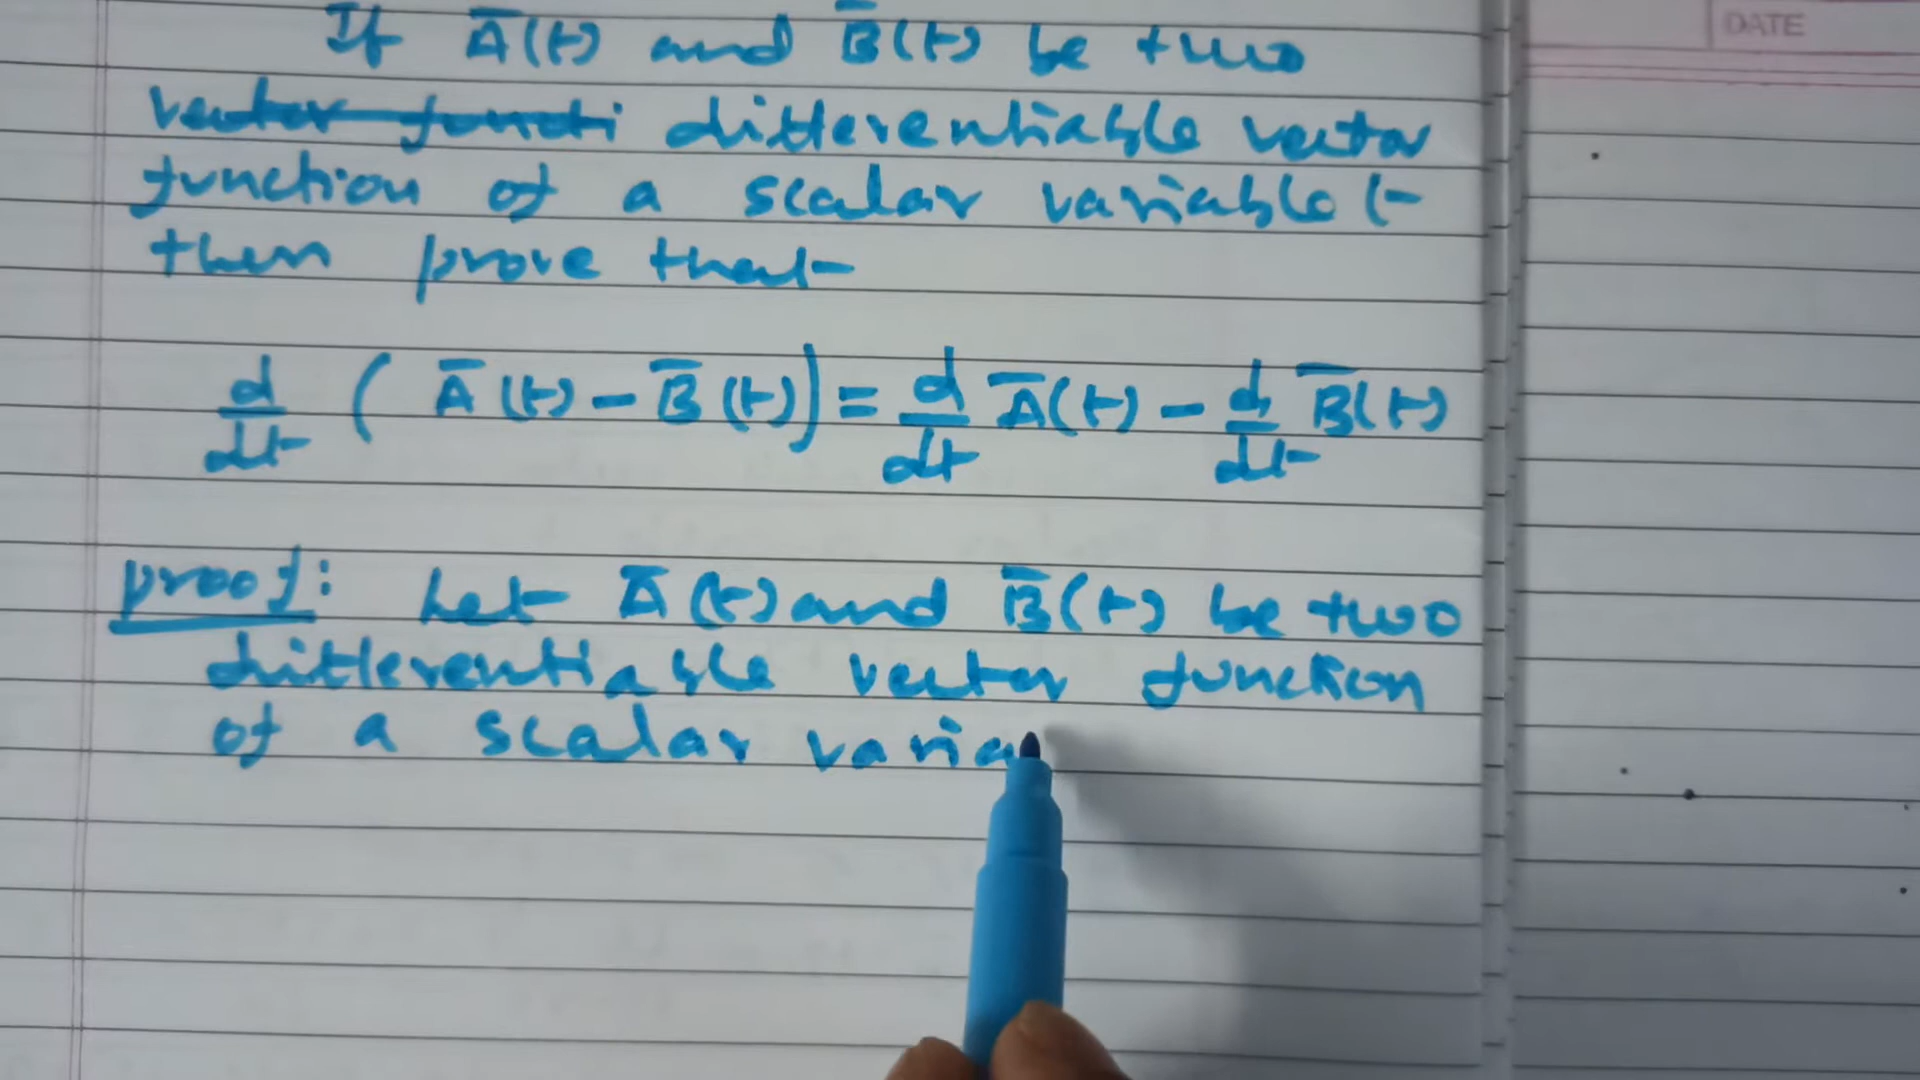 If A̅(t) and B̅(t) be two
vector functi differentiable vector
function of a scalar variable t
then prove that
d/dt ( A̅(t) - B̅(t) ) = d/dt A̅(t) - d/dt B̅(t)
proof: Let A̅(t) and B̅(t) be two
differentiable vector function
of a scalar varia
DATE